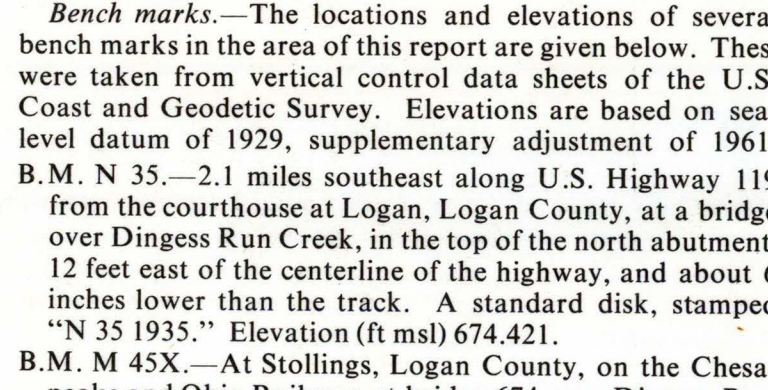 Bench marks.—The locations and elevations of severa
bench marks in the area of this report are given below. Thes
were taken from vertical control data sheets of the U.S
Coast and Geodetic Survey. Elevations are based on sea
level datum of 1929, supplementary adjustment of 1961
B.M. N 35.—2.1 miles southeast along U.S. Highway 119
from the courthouse at Logan, Logan County, at a bridge
over Dingess Run Creek, in the top of the north abutment
12 feet east of the centerline of the highway, and about 6
inches lower than the track. A standard disk, stamped
“N 35 1935.” Elevation (ft msl) 674.421.
B.M. M 45X.—At Stollings, Logan County, on the Chesa